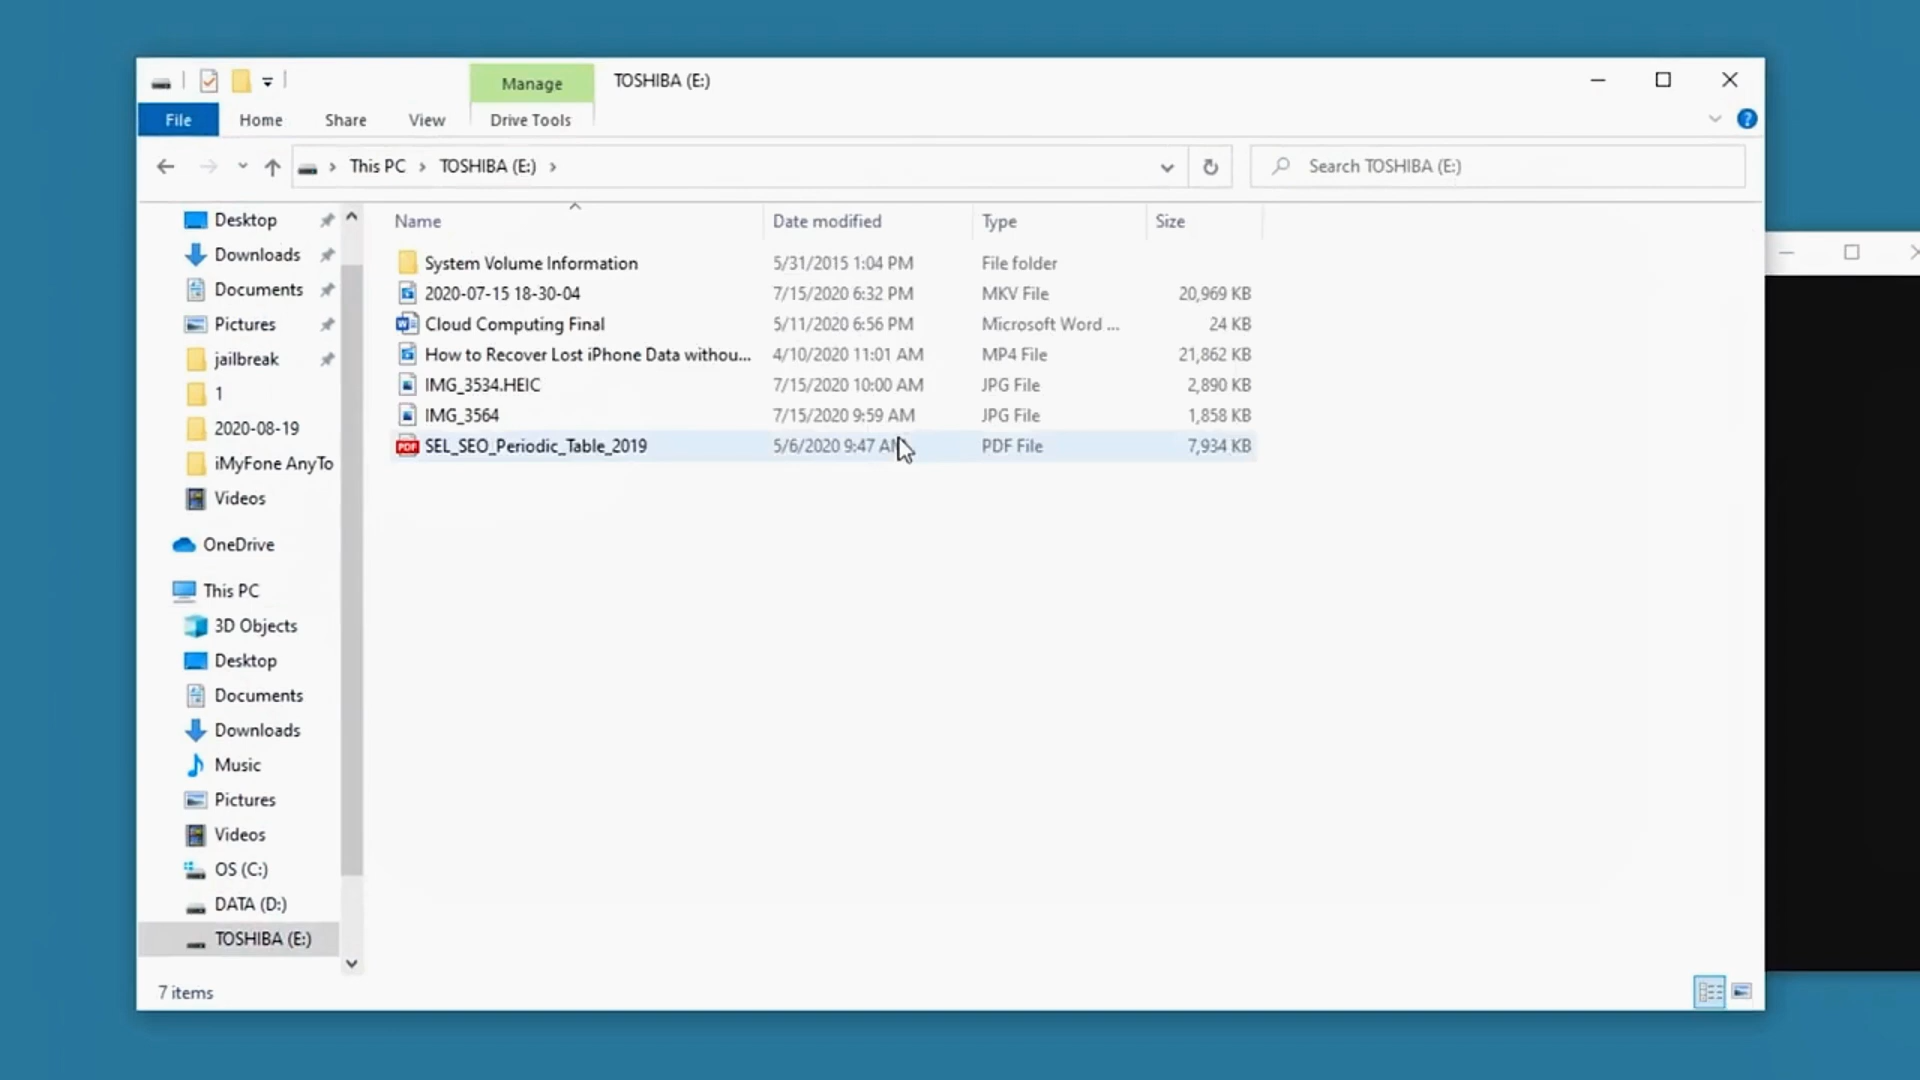 Manage
TOSHIBA (E:)
File
Home
Share
View
Drive Tools
This PC
TOSHIBA (E:)
Search TOSHIBA (E:)
Name
Date modified
Type
Size
System Volume Information
5/31/2015 1:04 PM
File folder
2020-07-15 18-30-04
7/15/2020 6:32 PM
MKV File
20,969 KB
Cloud Computing Final
5/11/2020 6:56 PM
Microsoft Word ...
24 KB
How to Recover Lost iPhone Data withou...
4/10/2020 11:01 AM
MP4 File
21,862 KB
IMG_3534.HEIC
7/15/2020 10:00 AM
JPG File
2,890 KB
IMG_3564
7/15/2020 9:59 AM
JPG File
1,858 KB
PDF
SEL_SEO_Periodic_Table_2019
5/6/2020 9:47 AM
PDF File
7,934 KB
Desktop
Downloads
Documents
Pictures
jailbreak
1
2020-08-19
iMyFone AnyTo
Videos
OneDrive
This PC
3D Objects
Desktop
Documents
Downloads
Music
Pictures
Videos
OS (C:)
DATA (D:)
TOSHIBA (E:)
7 items